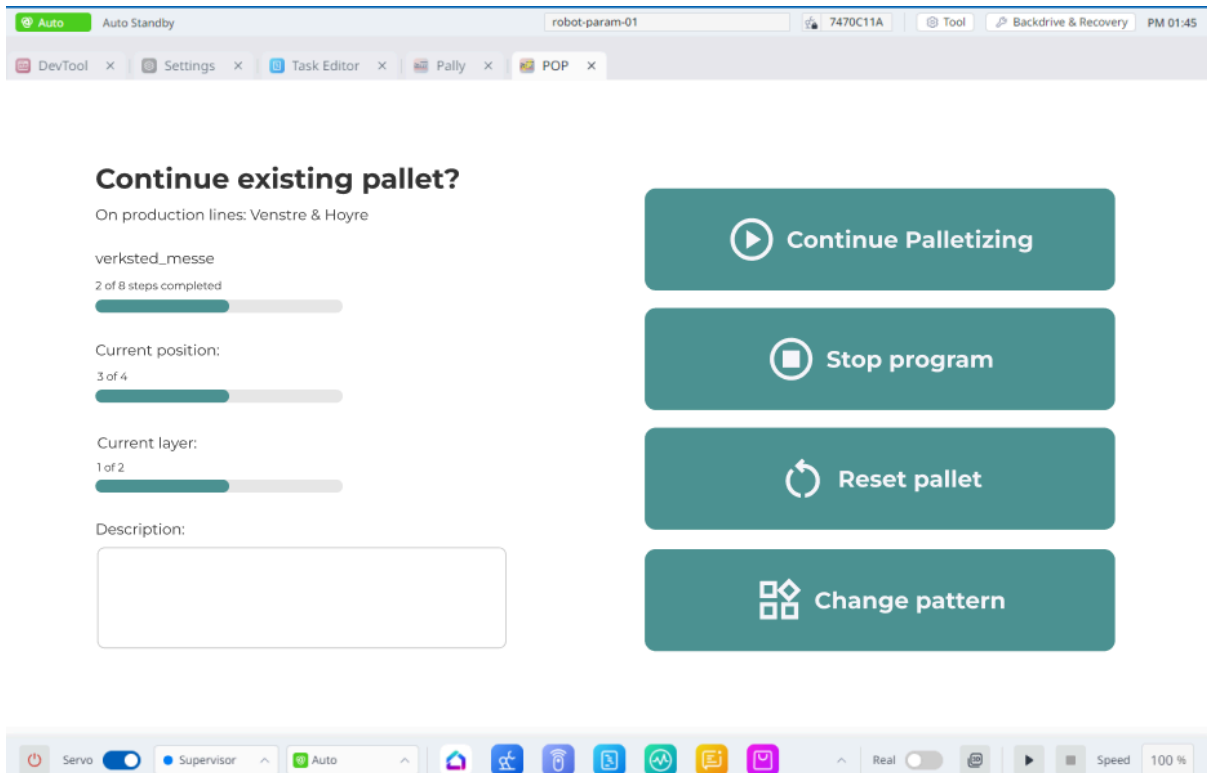 Auto
Auto Standby
robot-param-01
7470C11A
Tool
Backdrive & Recovery
PM 01:45
DevTool
Settings
Task Editor
Pally
POP
Continue existing pallet?
On production lines: Venstre & Hoyre
verksted_messe
2 of 8 steps completed
Current position:
3 of 4
Current layer:
1 of 2
Description:
Continue Palletizing
Stop program
Reset pallet
Change pattern
Servo
Supervisor
Auto
Real
Speed
100 %